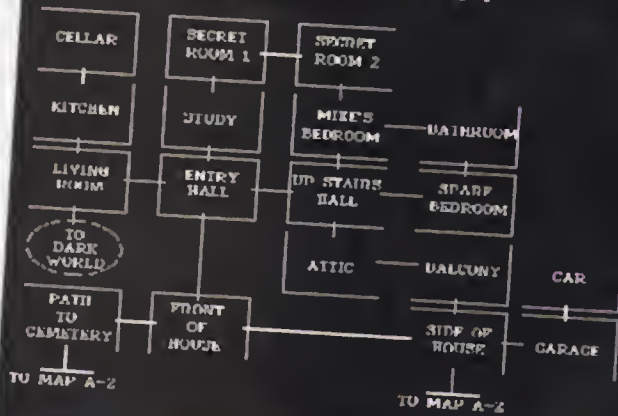 CELLAR
SECRET
ROOM 1
SECRET
ROOM 2
KITCHEN
STUDY
MIKE'S
BEDROOM
BATHROOM
LIVING
ROOM
ENTRY
HALL
UP STAIRS
HALL
SPARE
BEDROOM
TO
DARK
WORLD
ATTIC
BALCONY
CAR
PATH
TO
CEMETERY
FRONT
OF
HOUSE
SIDE OF
HOUSE
GARAGE
TO MAP A-2
TO MAP A-2